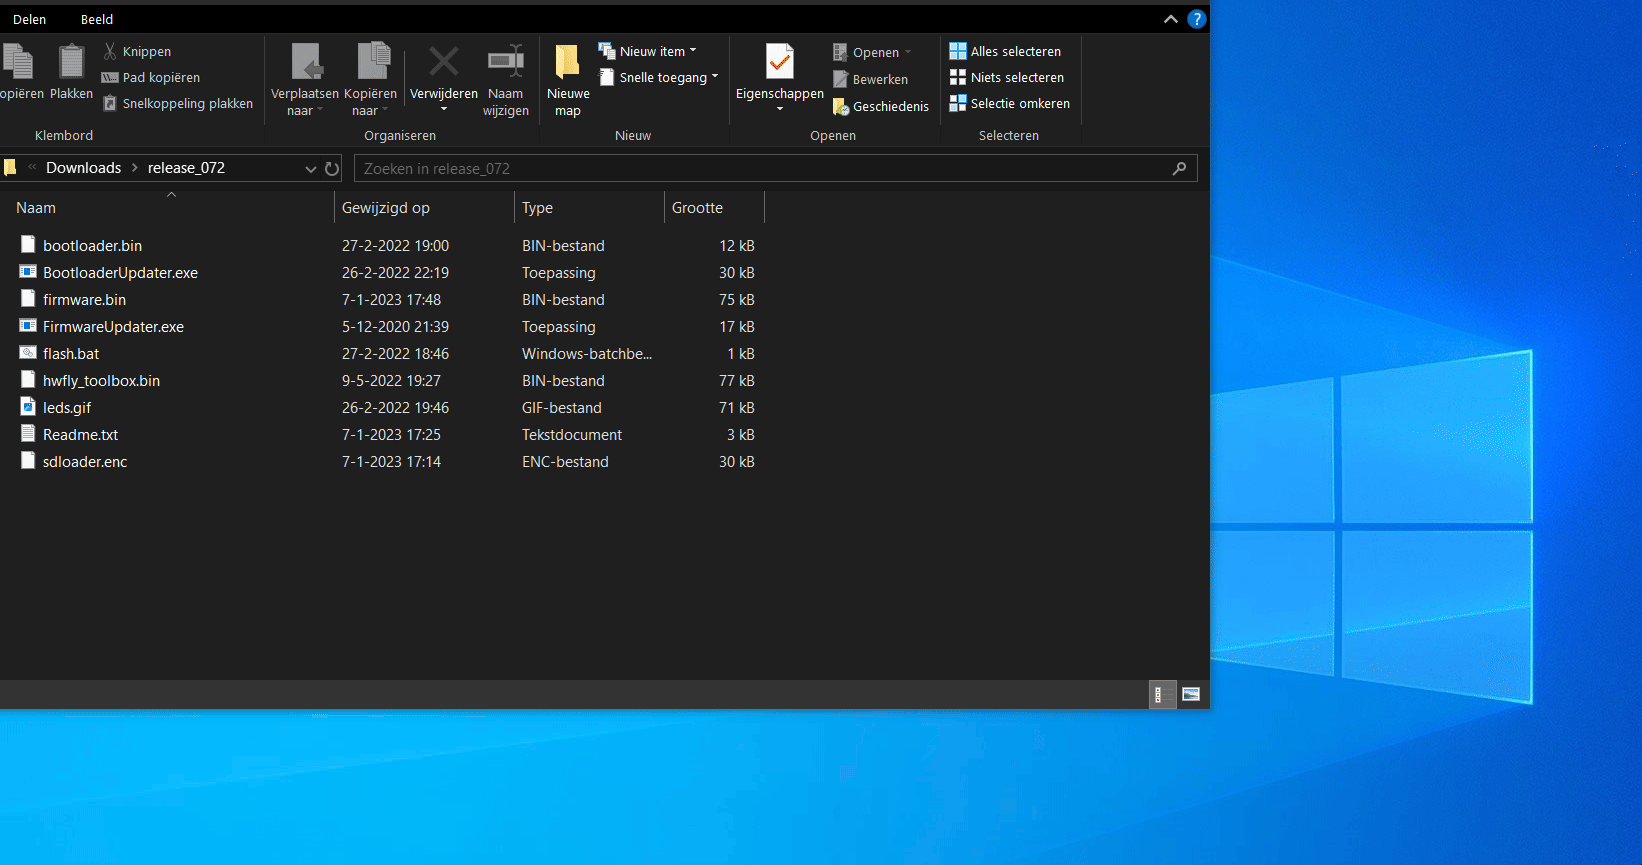 Delen Beeld
?
Knippen
Pad kopiëren
Snelkoppeling plakken
opiëren Plakken
Klembord
Verplaatsen naar
Kopiëren naar
Verwijderen
Naam wijzigen
Organiseren
Nieuwe map
Nieuw item
Snelle toegang
Nieuw
Eigenschappen
Openen
Bewerken
Geschiedenis
Openen
Alles selecteren
Niets selecteren
Selectie omkeren
Selecteren
« Downloads > release_072
Zoeken in release_072
Naam Gewijzigd op Type Grootte
bootloader.bin 27-2-2022 19:00 BIN-bestand 12 kB
BootloaderUpdater.exe 26-2-2022 22:19 Toepassing 30 kB
firmware.bin 7-1-2023 17:48 BIN-bestand 75 kB
FirmwareUpdater.exe 5-12-2020 21:39 Toepassing 17 kB
flash.bat 27-2-2022 18:46 Windows-batchbe... 1 kB
hwfly_toolbox.bin 9-5-2022 19:27 BIN-bestand 77 kB
leds.gif 26-2-2022 19:46 GIF-bestand 71 kB
Readme.txt 7-1-2023 17:25 Tekstdocument 3 kB
sdloader.enc 7-1-2023 17:14 ENC-bestand 30 kB